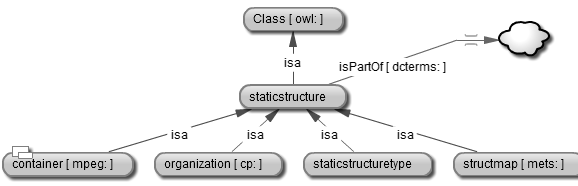 Class [ owl: ]
isa
isPartOf [ dcterms: ]
staticstructure
isa
isa
isa
isa
container [ mpeg: ]
organization [ cp: ]
staticstructuretype
structmap [ mets: ]